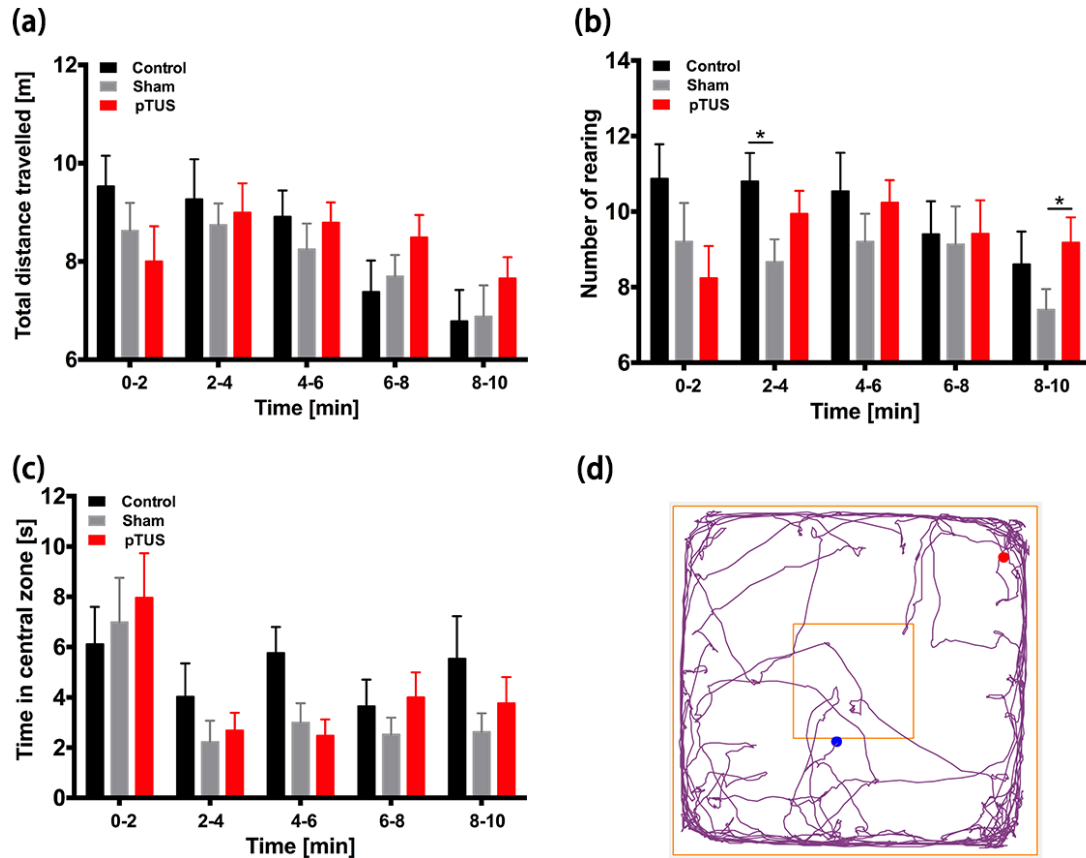 (a)
Total distance travelled [m]
12
10
8
6
Control
Sham
pTUS
0-2 2-4 4-6 6-8 8-10
Time [min]
(b)
Number of rearing
14
12
10
8
6
Control
Sham
pTUS
*
*
0-2 2-4 4-6 6-8 8-10
Time [min]
(c)
Time in central zone [s]
12
10
8
6
4
2
0
Control
Sham
pTUS
0-2 2-4 4-6 6-8 8-10
Time [min]
(d)